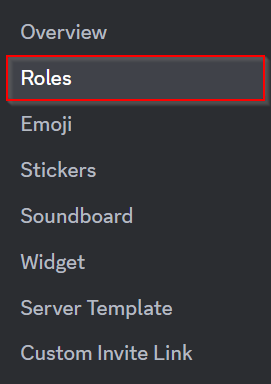 Overview
Roles
Emoji
Stickers
Soundboard
Widget
Server Template
Custom Invite Link